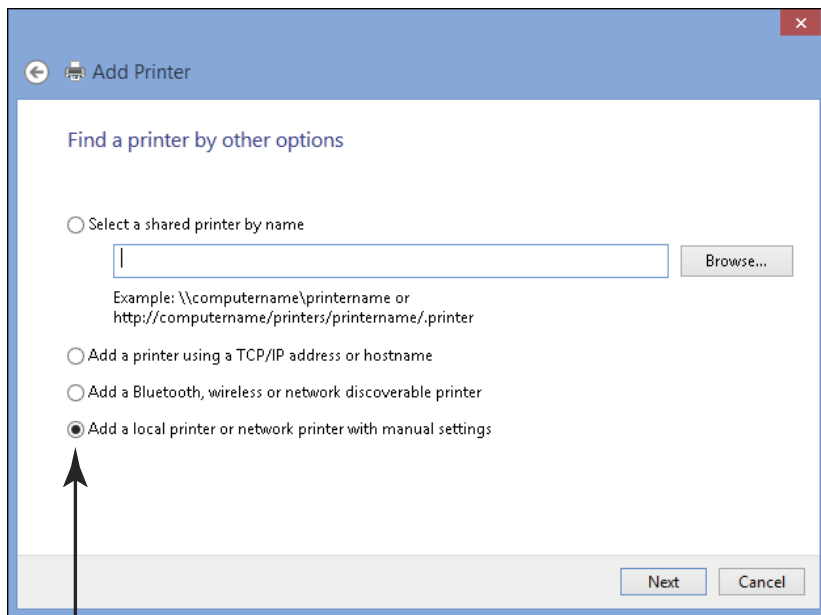 Add Printer
Find a printer by other options
Select a shared printer by name
Browse...
Example: \\computername\printername or
http://computername/printers/printername/.printer
Add a printer using a TCP/IP address or hostname
Add a Bluetooth, wireless or network discoverable printer
Add a local printer or network printer with manual settings
Next
Cancel